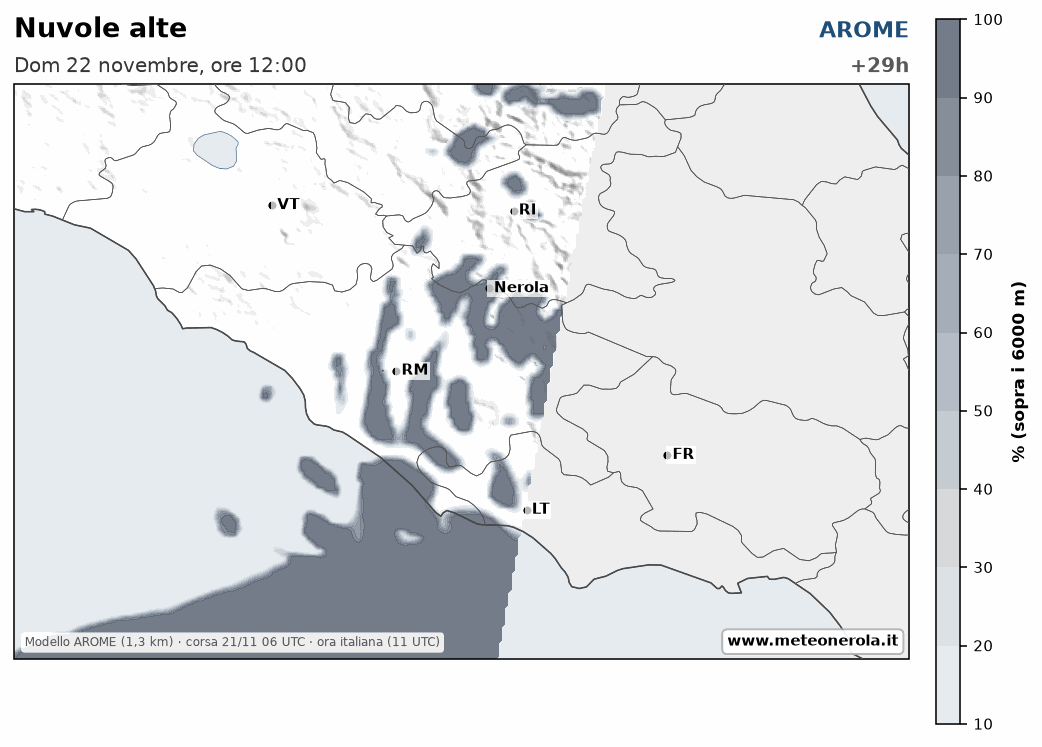 Nuvole alte
AROME
Dom 22 novembre, ore 12:00
+29h
100
90
80
70
60
50
40
30
20
10
% (sopra i 6000 m)
VT
RI
Nerola
RM
FR
LT
Modello AROME (1,3 km) · corsa 21/11 06 UTC · ora italiana (11 UTC)
www.meteonerola.it